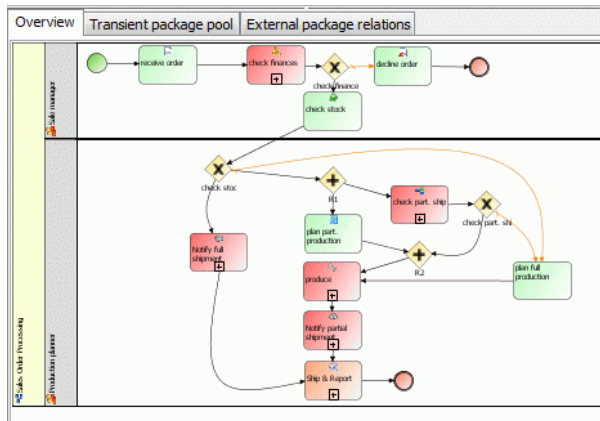 Overview
Transient package pool
External package relations
Sales Order Processing
Sale manager
Production planner
receive order
check finances
check finance
decline order
check stock
check stoc
R1
check part. ship
check part. shi
plan part.
production
R2
Notify full
shipment
produce
plan full
production
Notify partial
shipment
Ship & Report